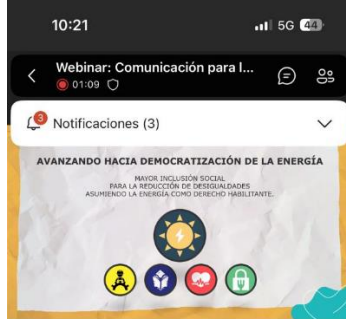 10:21
5G 44
Webinar: Comunicación para l...
01:09
3
Notificaciones (3)
AVANZANDO HACIA DEMOCRATIZACIÓN DE LA ENERGÍA
MAYOR INCLUSIÓN SOCIAL
PARA LA REDUCCIÓN DE DESIGUALDADES
ASUMIENDO LA ENERGÍA COMO DERECHO HABILITANTE.